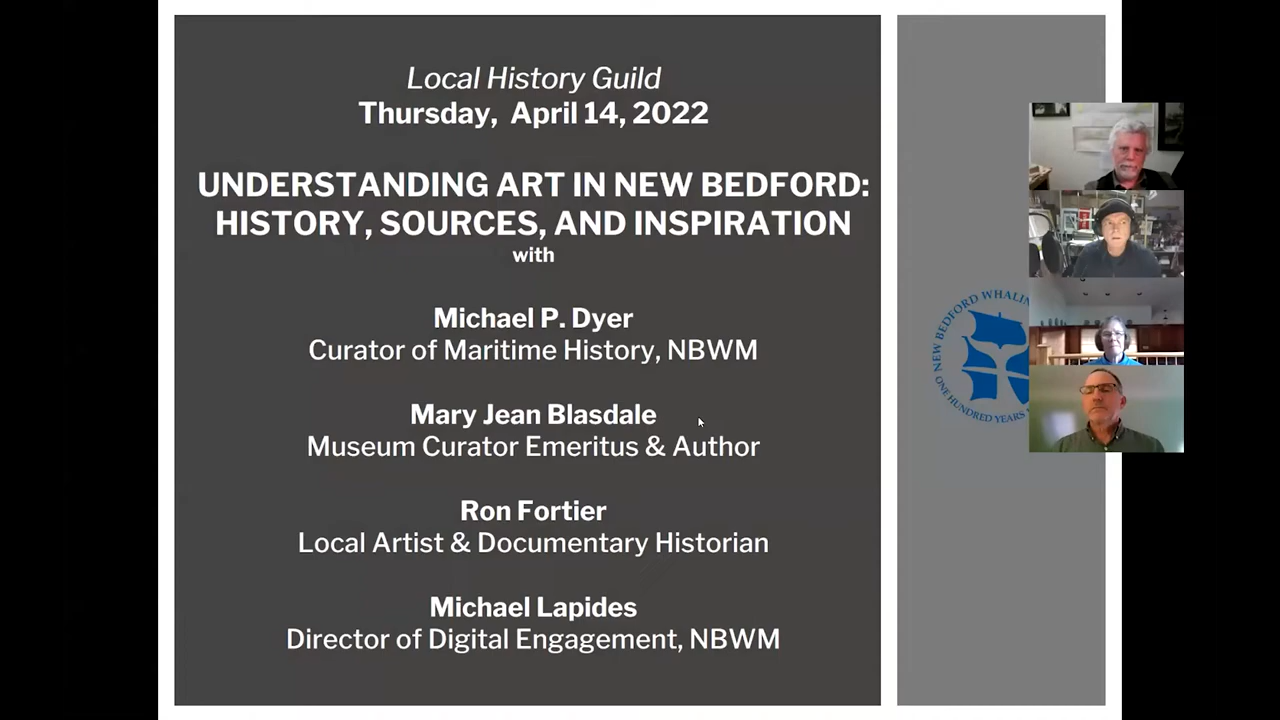 Local History Guild
Thursday, April 14, 2022
UNDERSTANDING ART IN NEW BEDFORD:
HISTORY, SOURCES, AND INSPIRATION
with
Michael P. Dyer
Curator of Maritime History, NBWM
Mary Jean Blasdale
Museum Curator Emeritus & Author
Ron Fortier
Local Artist & Documentary Historian
Michael Lapides
Director of Digital Engagement, NBWM
NEW BEDFORD WHALIN
ONE HUNDRED YEARS